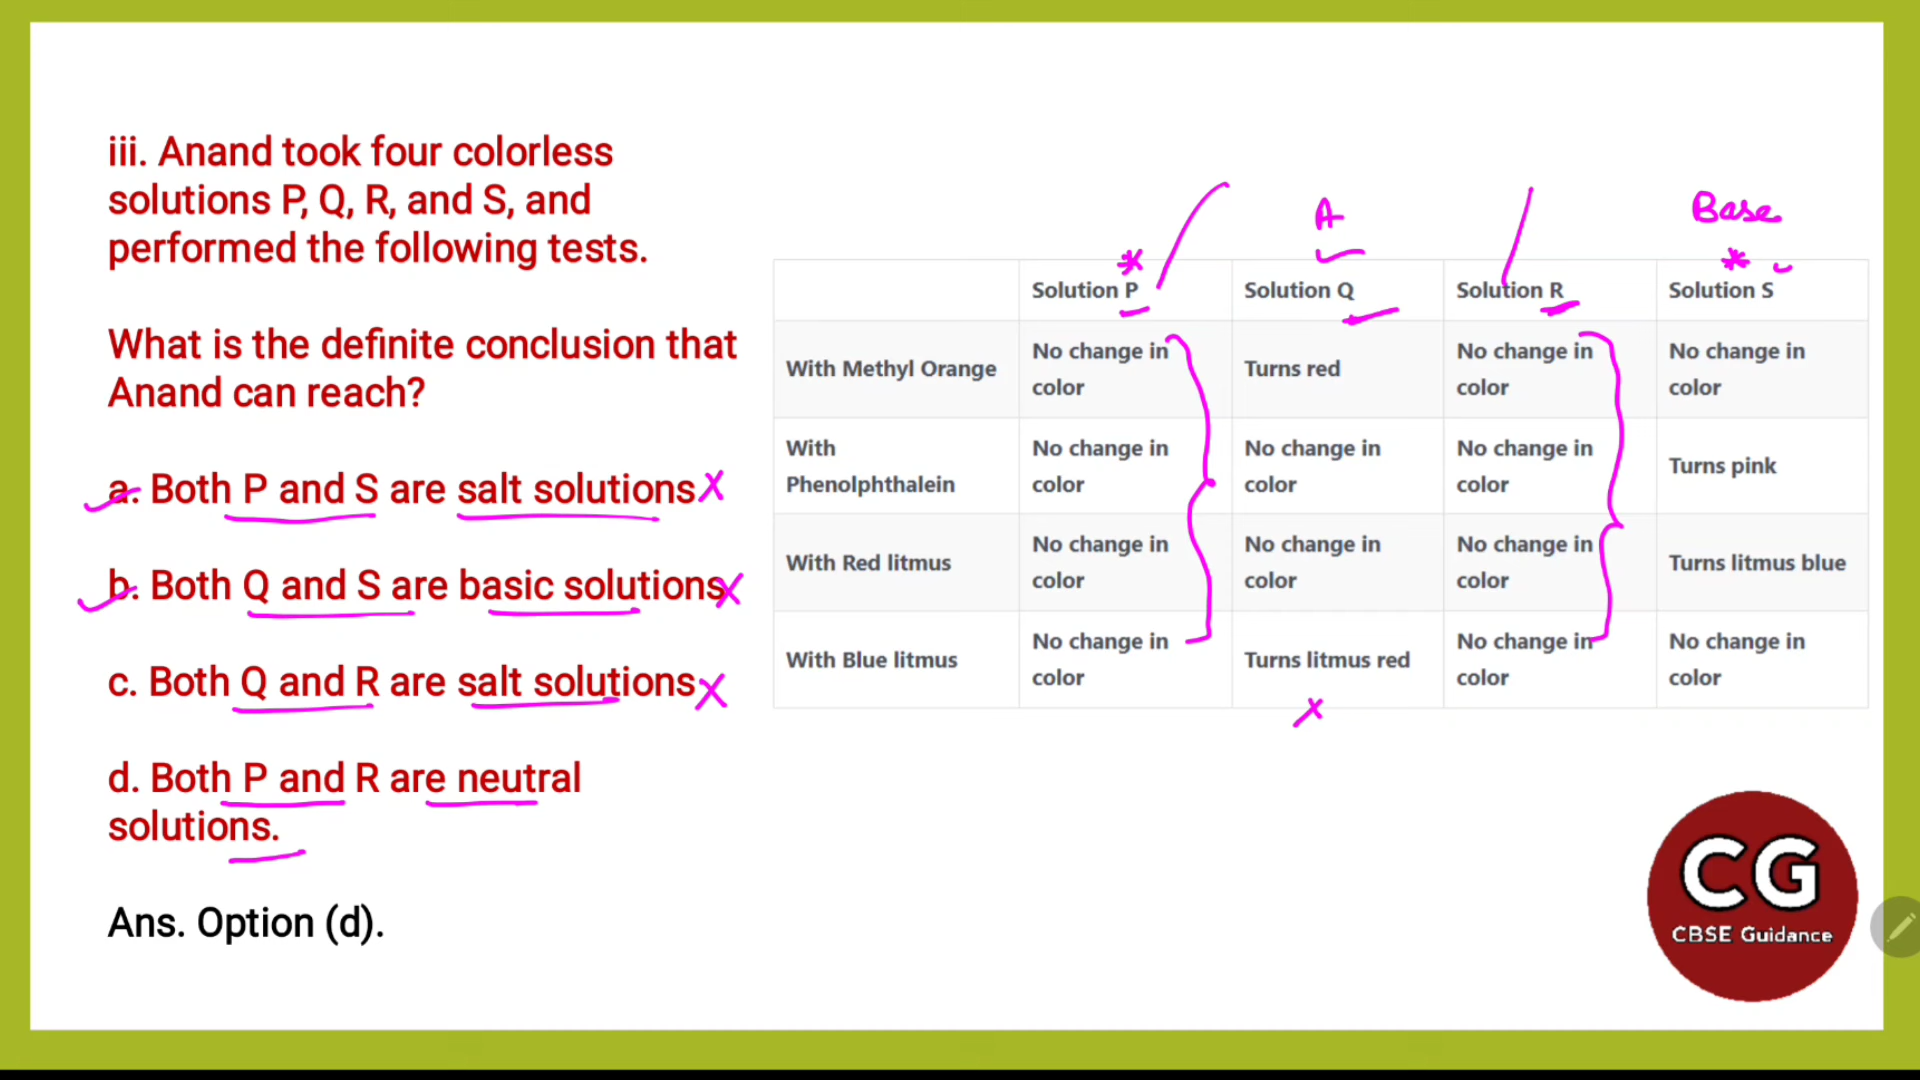 iii. Anand took four colorless
solutions P, Q, R, and S, and
performed the following tests.
What is the definite conclusion that
Anand can reach?
a. Both P and S are salt solutions x
b. Both Q and S are basic solutions x
c. Both Q and R are salt solutions x
d. Both P and R are neutral
solutions.
Ans. Option (d).
A
Base
* *
Solution P Solution Q Solution R Solution S
With Methyl Orange No change in color Turns red No change in color No change in color
With Phenolphthalein No change in color No change in color No change in color Turns pink
With Red litmus No change in color No change in color No change in color Turns litmus blue
With Blue litmus No change in color Turns litmus red No change in color No change in color
x
CG
CBSE Guidance